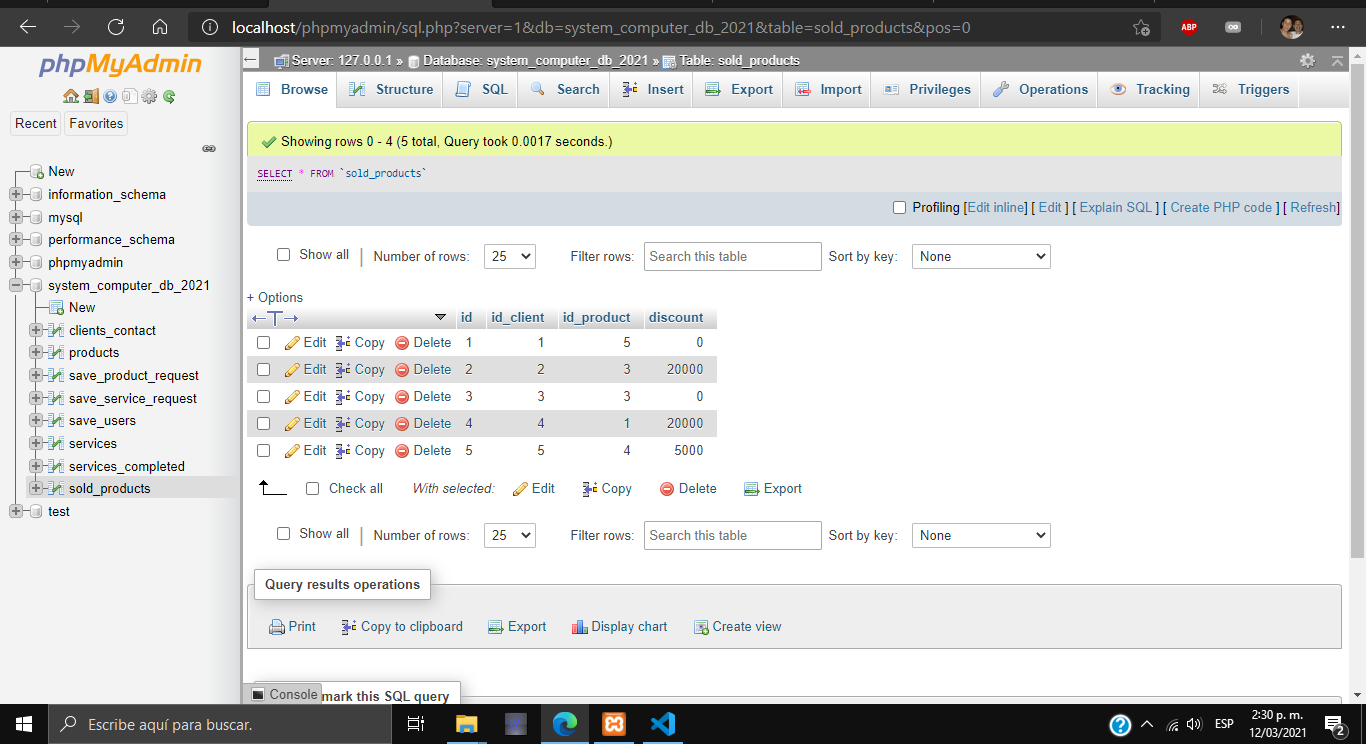 localhost/phpmyadmin/sql.php?server=1&db=system_computer_db_2021&table=sold_products&pos=0
ABP
phpMyAdmin
Recent Favorites
New
information_schema
mysql
performance_schema
phpmyadmin
system_computer_db_2021
New
clients_contact
products
save_product_request
save_service_request
save_users
services
services_completed
sold_products
test
Server: 127.0.0.1 » Database: system_computer_db_2021 » Table: sold_products
Browse Structure SQL Search Insert Export Import Privileges Operations Tracking Triggers
Showing rows 0 - 4 (5 total, Query took 0.0017 seconds.)
SELECT * FROM `sold_products`
Profiling [Edit inline] [ Edit ] [ Explain SQL ] [ Create PHP code ] [ Refresh]
Show all | Number of rows: 25 Filter rows: Search this table Sort by key: None
+ Options
id id_client id_product discount
Edit Copy Delete 1 1 5 0
Edit Copy Delete 2 2 3 20000
Edit Copy Delete 3 3 3 0
Edit Copy Delete 4 4 1 20000
Edit Copy Delete 5 5 4 5000
Check all With selected: Edit Copy Delete Export
Show all | Number of rows: 25 Filter rows: Search this table Sort by key: None
Query results operations
Print Copy to clipboard Export Display chart Create view
Console mark this SQL query
Escribe aquí para buscar.
ESP
2:30 p. m.
12/03/2021
2